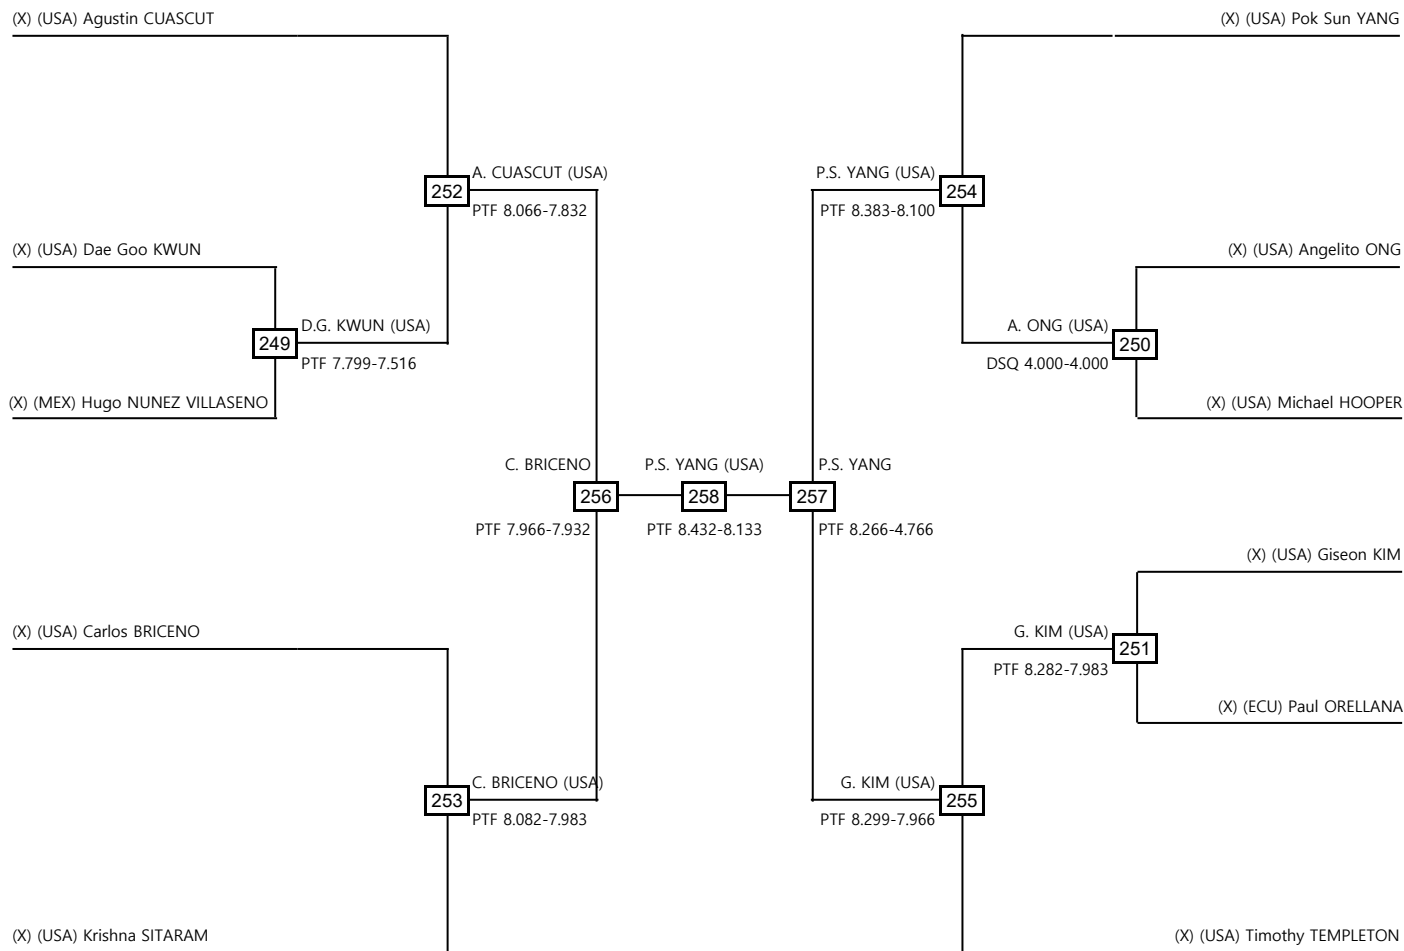 (X) (USA) Agustin CUASCUT
(X) (USA) Pok Sun YANG
A. CUASCUT (USA)
P.S. YANG (USA)
252
254
PTF 8.066-7.832
PTF 8.383-8.100
(X) (USA) Dae Goo KWUN
(X) (USA) Angelito ONG
D.G. KWUN (USA)
A. ONG (USA)
249
250
PTF 7.799-7.516
DSQ 4.000-4.000
(X) (MEX) Hugo NUNEZ VILLASENO
(X) (USA) Michael HOOPER
C. BRICENO
P.S. YANG (USA)
P.S. YANG
256
258
257
PTF 7.966-7.932
PTF 8.432-8.133
PTF 8.266-4.766
(X) (USA) Giseon KIM
(X) (USA) Carlos BRICENO
G. KIM (USA)
251
PTF 8.282-7.983
(X) (ECU) Paul ORELLANA
C. BRICENO (USA)
G. KIM (USA)
253
255
PTF 8.082-7.983
PTF 8.299-7.966
(X) (USA) Krishna SITARAM
(X) (USA) Timothy TEMPLETON